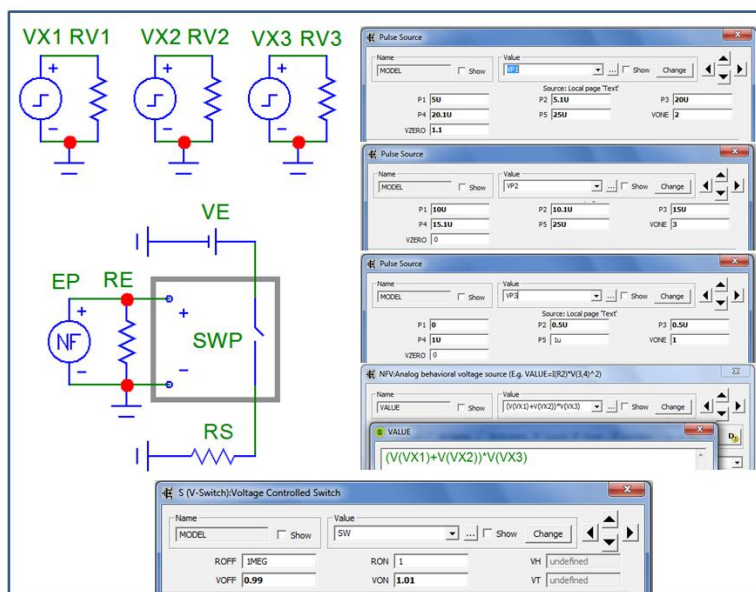 VX1 RV1 VX2 RV2 VX3 RV3
+ + +
− − −
VE
EP RE
+ +
NF
SWP
− −
RS
Pulse Source
Name Value
MODEL Show VP1 ... Show Change
Source: Local page 'Text'
P1 5U P2 5.1U P3 20U
P4 20.1U P5 25U VONE 2
VZERO 1.1
Pulse Source
Name Value
MODEL Show VP2 ... Show Change
P1 10U P2 10.1U P3 15U
P4 15.1U P5 25U VONE 3
VZERO 0
Pulse Source
Name Value
MODEL Show VP3 ... Show Change
Source: Local page 'Text'
P1 0 P2 0.5U P3 0.5U
P4 1U P5 1u VONE 1
VZERO 0
NFV:Analog behavioral voltage source (E.g. VALUE=I(R2)*V(3,4)^2)
Name Value
VALUE Show (V(VX1)+V(VX2))*V(VX3) ... Show Change
VALUE
(V(VX1)+V(VX2))*V(VX3)
S (V-Switch):Voltage Controlled Switch
Name Value
MODEL Show SW ... Show Change
ROFF 1MEG RON 1 VH undefined
VOFF 0.99 VON 1.01 VT undefined